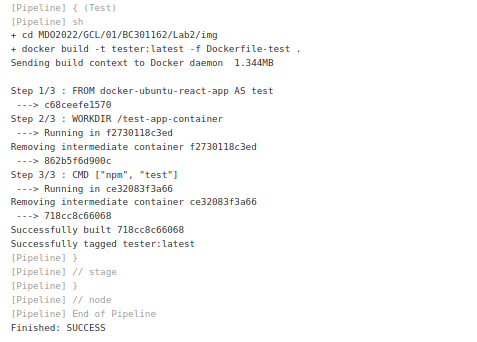 [Pipeline] { (Test)
[Pipeline] sh
+ cd MDO2022/GCL/01/BC301162/Lab2/img
+ docker build -t tester:latest -f Dockerfile-test .
Sending build context to Docker daemon  1.344MB

Step 1/3 : FROM docker-ubuntu-react-app AS test
 ---> c68ceefe1570
Step 2/3 : WORKDIR /test-app-container
 ---> Running in f2730118c3ed
Removing intermediate container f2730118c3ed
 ---> 862b5f6d900c
Step 3/3 : CMD ["npm", "test"]
 ---> Running in ce32083f3a66
Removing intermediate container ce32083f3a66
 ---> 718cc8c66068
Successfully built 718cc8c66068
Successfully tagged tester:latest
[Pipeline] }
[Pipeline] // stage
[Pipeline] }
[Pipeline] // node
[Pipeline] End of Pipeline
Finished: SUCCESS